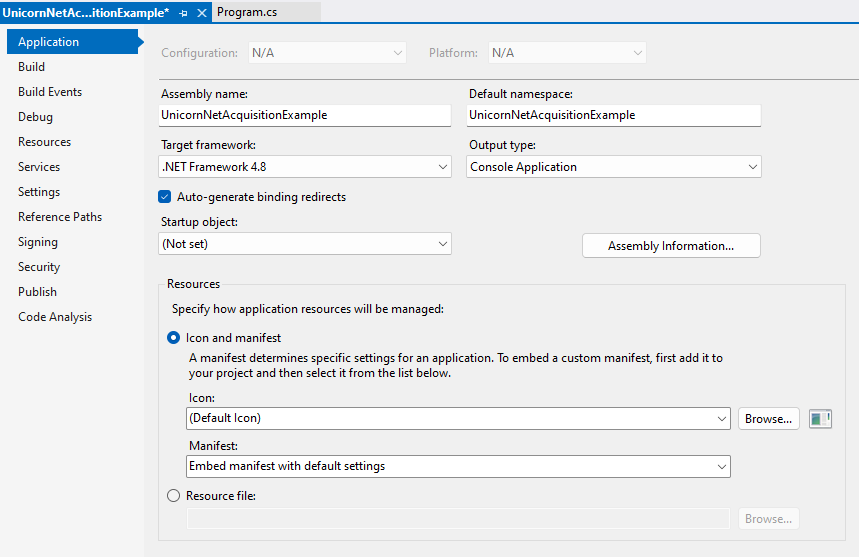 UnicornNetAc...itionExample*
Program.cs
Application
Build
Build Events
Debug
Resources
Services
Settings
Reference Paths
Signing
Security
Publish
Code Analysis
Configuration: N/A Platform: N/A
Assembly name: Default namespace:
UnicornNetAcquisitionExample UnicornNetAcquisitionExample
Target framework: Output type:
.NET Framework 4.8 Console Application
Auto-generate binding redirects
Startup object:
(Not set) Assembly Information...
Resources
Specify how application resources will be managed:
Icon and manifest
A manifest determines specific settings for an application. To embed a custom manifest, first add it to
your project and then select it from the list below.
Icon:
(Default Icon) Browse...
Manifest:
Embed manifest with default settings
Resource file:
Browse...